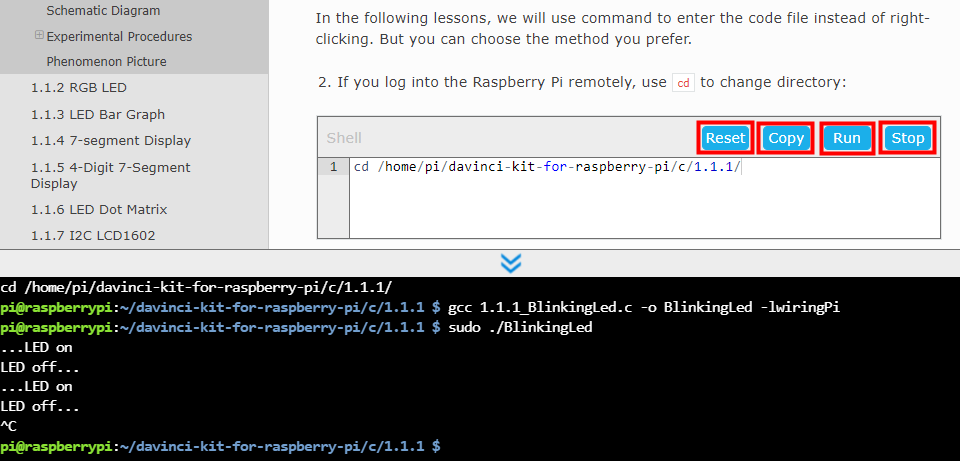 Schematic Diagram
Experimental Procedures
Phenomenon Picture
1.1.2 RGB LED
1.1.3 LED Bar Graph
1.1.4 7-segment Display
1.1.5 4-Digit 7-Segment
Display
1.1.6 LED Dot Matrix
1.1.7 I2C LCD1602
In the following lessons, we will use command to enter the code file instead of right-
clicking. But you can choose the method you prefer.
2. If you log into the Raspberry Pi remotely, use cd to change directory:
Shell
Reset Copy Run Stop
1 cd /home/pi/davinci-kit-for-raspberry-pi/c/1.1.1/
cd /home/pi/davinci-kit-for-raspberry-pi/c/1.1.1/
pi@raspberrypi:~/davinci-kit-for-raspberry-pi/c/1.1.1 $ gcc 1.1.1_BlinkingLed.c -o BlinkingLed -lwiringPi
pi@raspberrypi:~/davinci-kit-for-raspberry-pi/c/1.1.1 $ sudo ./BlinkingLed
...LED on
LED off...
...LED on
LED off...
^C
pi@raspberrypi:~/davinci-kit-for-raspberry-pi/c/1.1.1 $